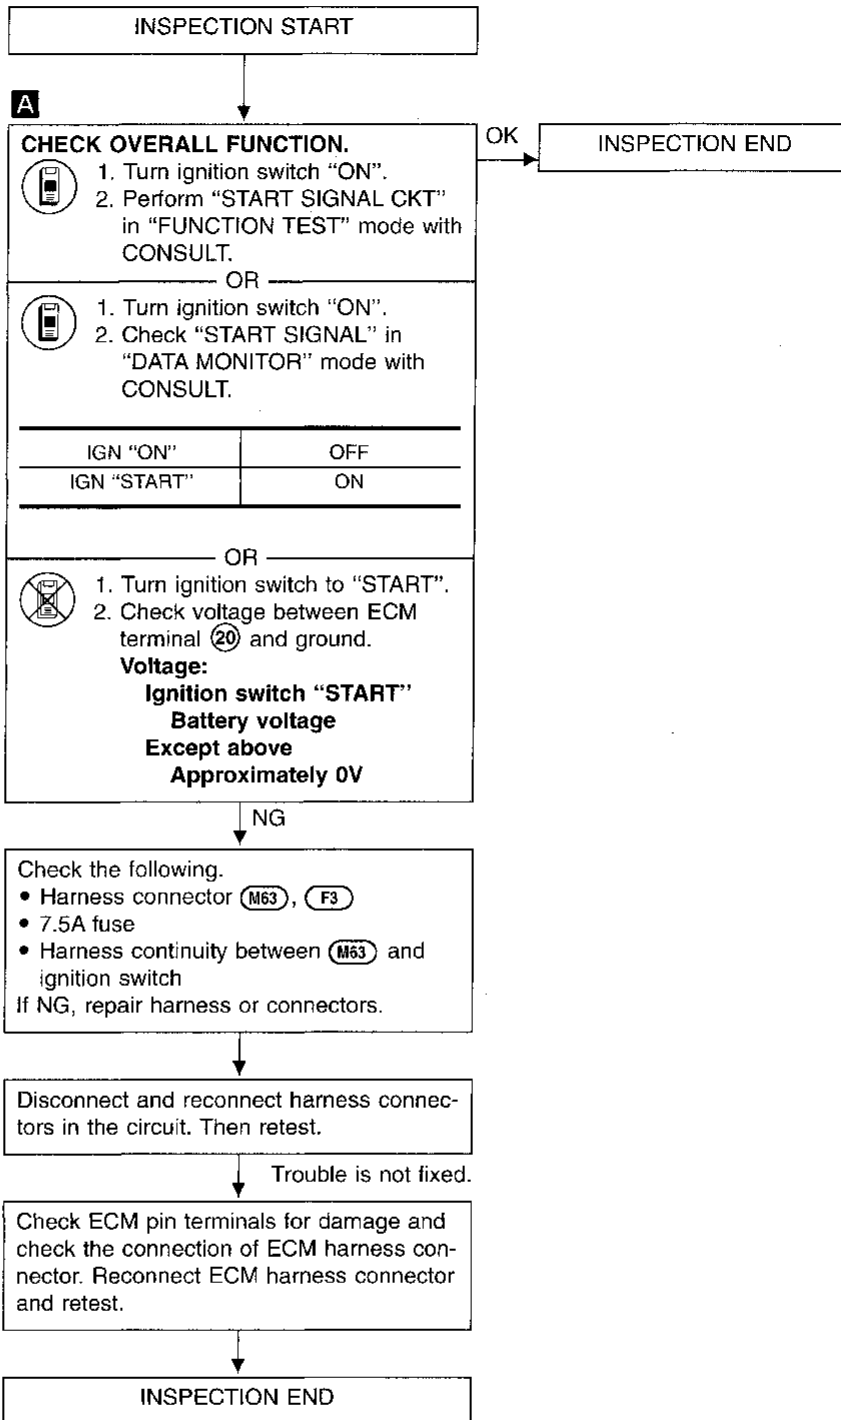 INSPECTION START
A
CHECK OVERALL FUNCTION.
1. Turn ignition switch “ON”.
2. Perform “START SIGNAL CKT”
in “FUNCTION TEST” mode with
CONSULT.
OR
1. Turn ignition switch “ON”.
2. Check “START SIGNAL” in
“DATA MONITOR” mode with
CONSULT.
IGN “ON” OFF
IGN “START” ON
OR
1. Turn ignition switch to “START”.
2. Check voltage between ECM
terminal 20 and ground.
Voltage:
Ignition switch “START”
Battery voltage
Except above
Approximately 0V
OK
INSPECTION END
NG
Check the following.
• Harness connector M63, F3
• 7.5A fuse
• Harness continuity between M63 and
ignition switch
If NG, repair harness or connectors.
Disconnect and reconnect harness connec-
tors in the circuit. Then retest.
Trouble is not fixed.
Check ECM pin terminals for damage and
check the connection of ECM harness con-
nector. Reconnect ECM harness connector
and retest.
INSPECTION END